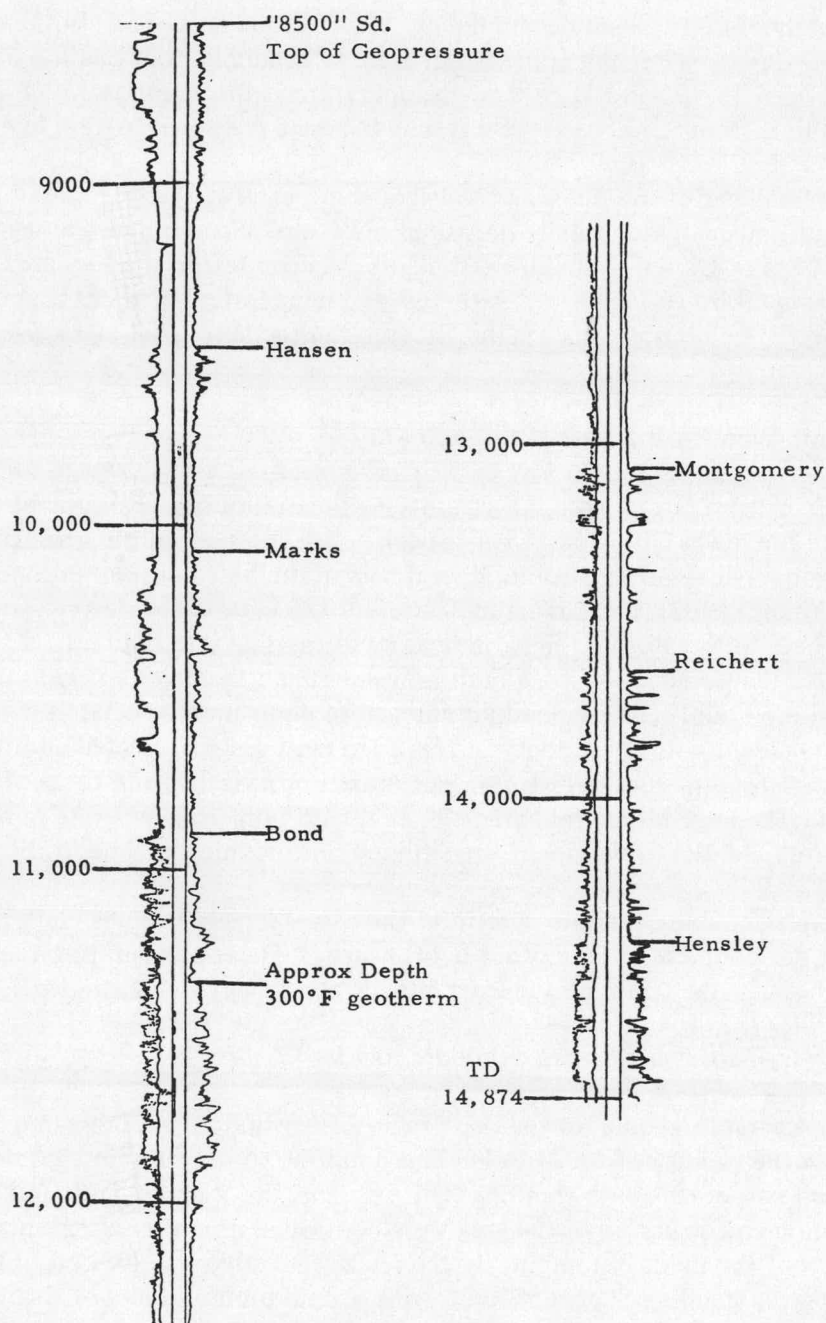 "8500" Sd.
Top of Geopressure
9000
Hansen
10,000
Marks
Bond
11,000
Approx Depth
300°F geotherm
12,000
13,000
Montgomery
Reichert
14,000
Hensley
TD
14,874